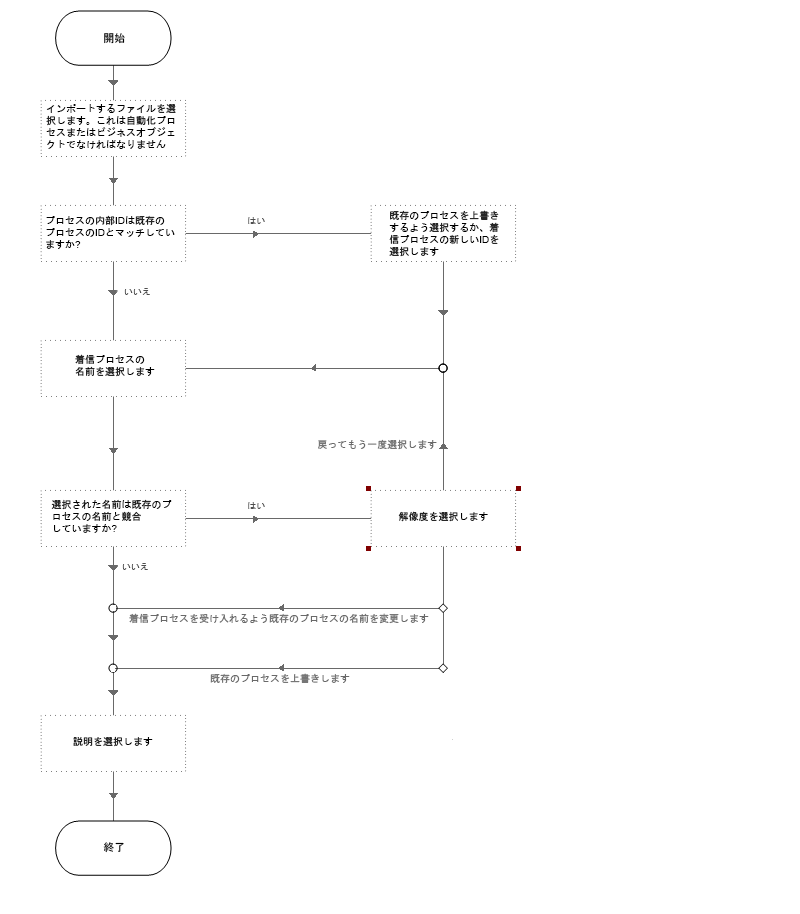 開始
インポートするファイルを選
択します。これは自動化プロ
セスまたはビジネスオブジェ
クトでなければなりません
プロセスの内部IDは既存の
プロセスのIDとマッチしてい
ますか?
はい
既存のプロセスを上書き
するよう選択するか、着
信プロセスの新しいIDを
選択します
いいえ
着信プロセスの
名前を選択します
戻ってもう一度選択します
選択された名前は既存のプ
ロセスの名前と競合
していますか?
はい
解像度を選択します
いいえ
着信プロセスを受け入れるよう既存のプロセスの名前を変更します
既存のプロセスを上書きします
説明を選択します
終了